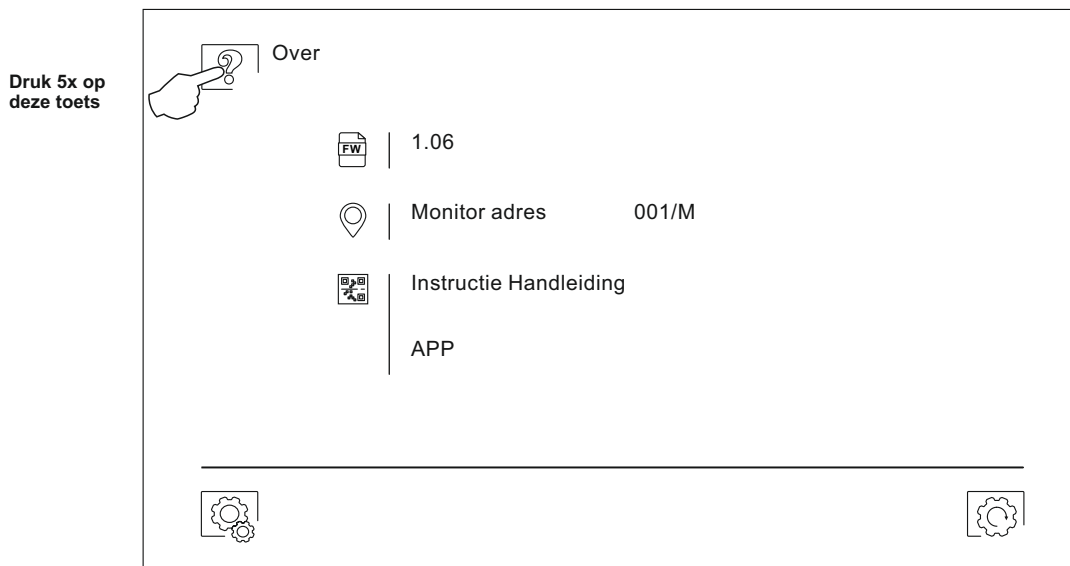 Over
Druk 5x op
deze toets
FW
1.06
Monitor adres 001/M
Instructie Handleiding
APP